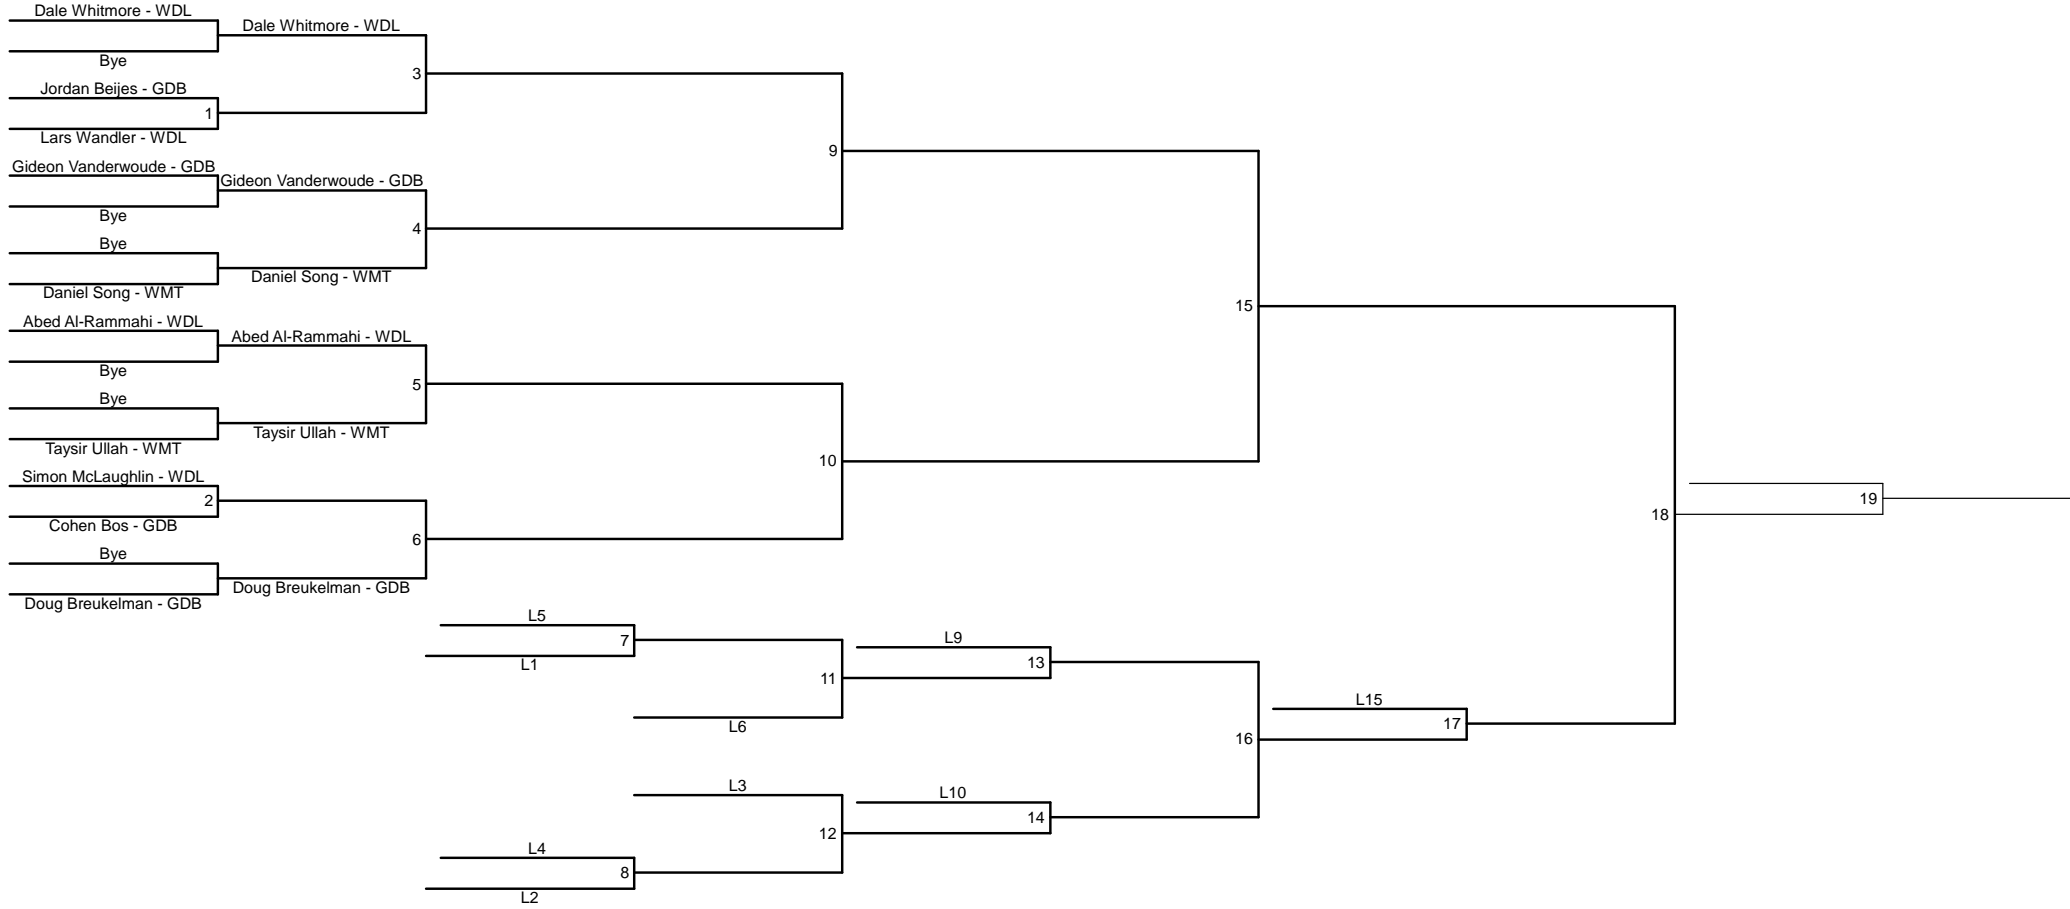 Dale Whitmore - WDL
Dale Whitmore - WDL
Bye
3
Jordan Beijes - GDB
1
Lars Wandler - WDL
9
Gideon Vanderwoude - GDB
Gideon Vanderwoude - GDB
Bye
4
Bye
Daniel Song - WMT
Daniel Song - WMT
15
Abed Al-Rammahi - WDL
Abed Al-Rammahi - WDL
Bye
5
Bye
Taysir Ullah - WMT
Taysir Ullah - WMT
10
Simon McLaughlin - WDL
2
Cohen Bos - GDB
19
18
6
Bye
Doug Breukelman - GDB
Doug Breukelman - GDB
L5
7
L1
L9
13
11
L6
L15
17
16
L3
L10
14
12
L4
8
L2